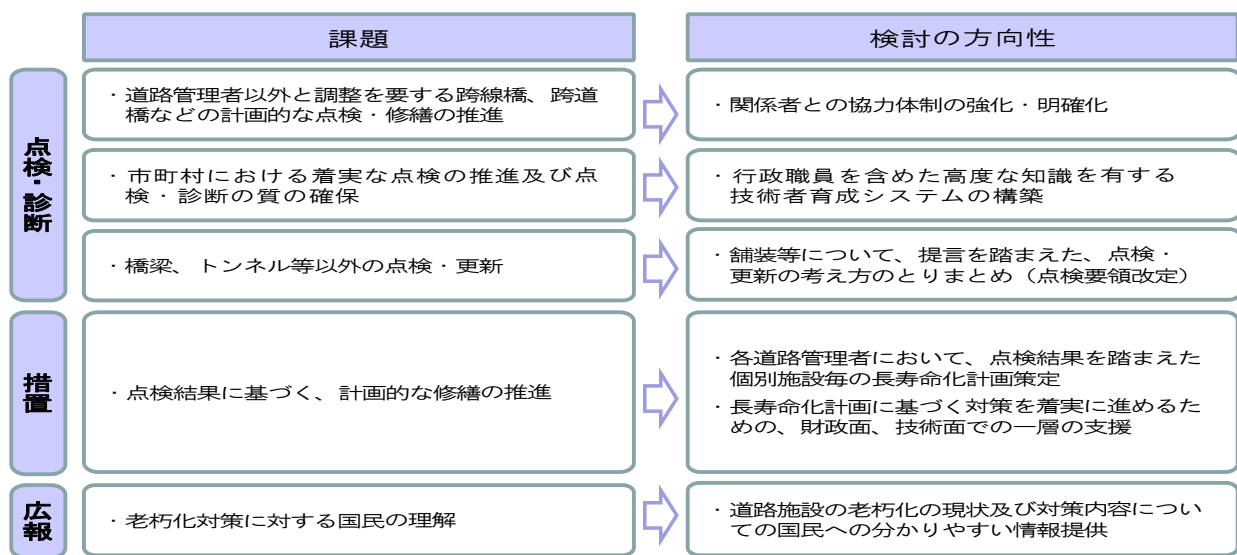 課題
検討の方向性
点検・診断
・道路管理者以外と調整を要する跨線橋、跨道
橋などの計画的な点検・修繕の推進
・関係者との協力体制の強化・明確化
・市町村における着実な点検の推進及び点
検・診断の質の確保
・行政職員を含めた高度な知識を有する
技術者育成システムの構築
・橋梁、トンネル等以外の点検・更新
・舗装等について、提言を踏まえた、点検・
更新の考え方のとりまとめ（点検要領改定）
措置
・点検結果に基づく、計画的な修繕の推進
・各道路管理者において、点検結果を踏まえた
個別施設毎の長寿命化計画策定
・長寿命化計画に基づく対策を着実に進めるた
めの、財政面、技術面での一層の支援
広報
・老朽化対策に対する国民の理解
・道路施設の老朽化の現状及び対策内容につい
ての国民への分かりやすい情報提供